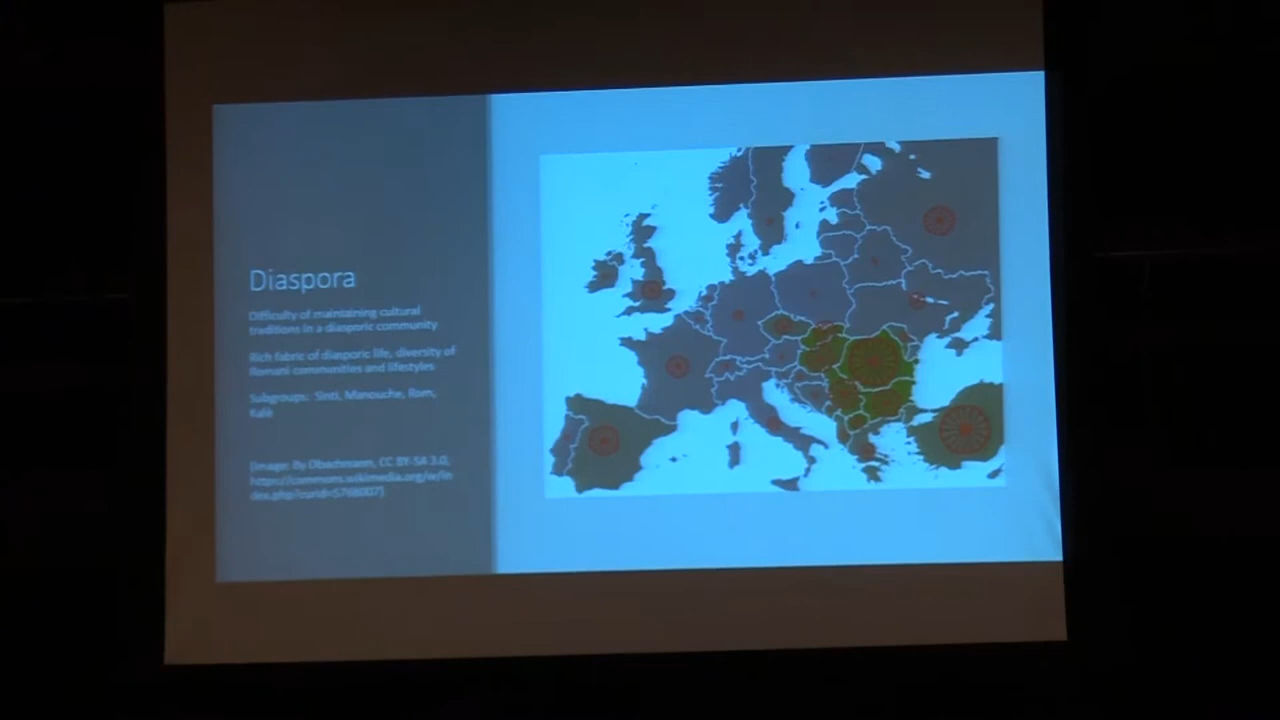 Diaspora
Difficulty of maintaining cultural
traditions in a diasporic community
Rich fabric of diasporic life, diversity of
Romani communities and lifestyles
Subgroups: Sinti, Manouche, Rom,
Kale
[Image: By Dbachmann, CC BY-SA 3.0,
https://commons.wikimedia.org/w/in
dex.php?curid=5768007]